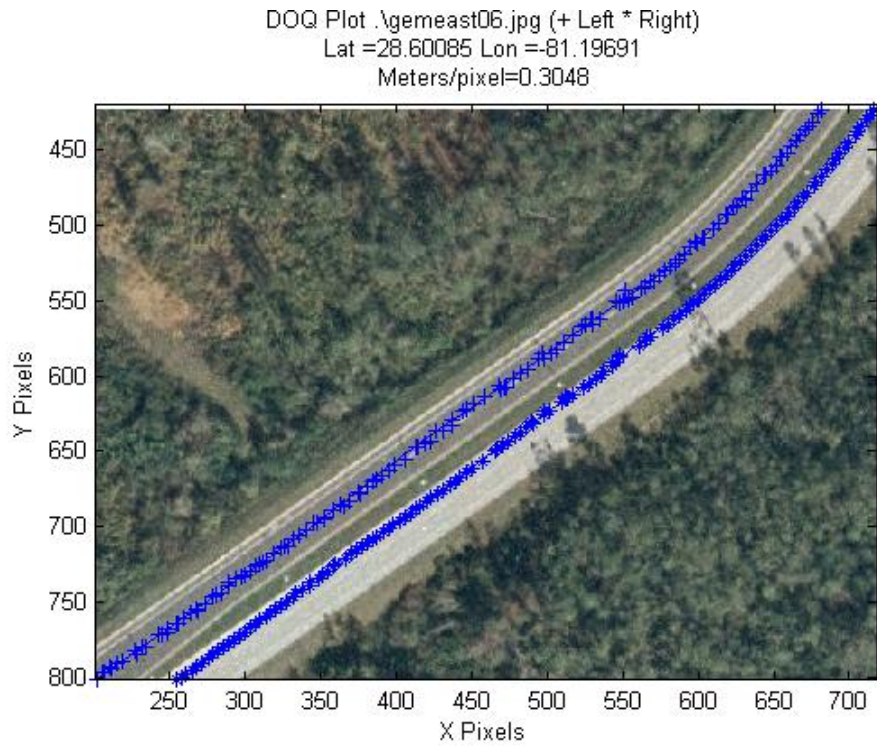 DOQ Plot .\gemeast06.jpg (+ Left * Right)
Lat =28.60085 Lon =-81.19691
Meters/pixel=0.3048
450
500
550
600
650
700
750
800
Y Pixels
250 300 350 400 450 500 550 600 650 700
X Pixels